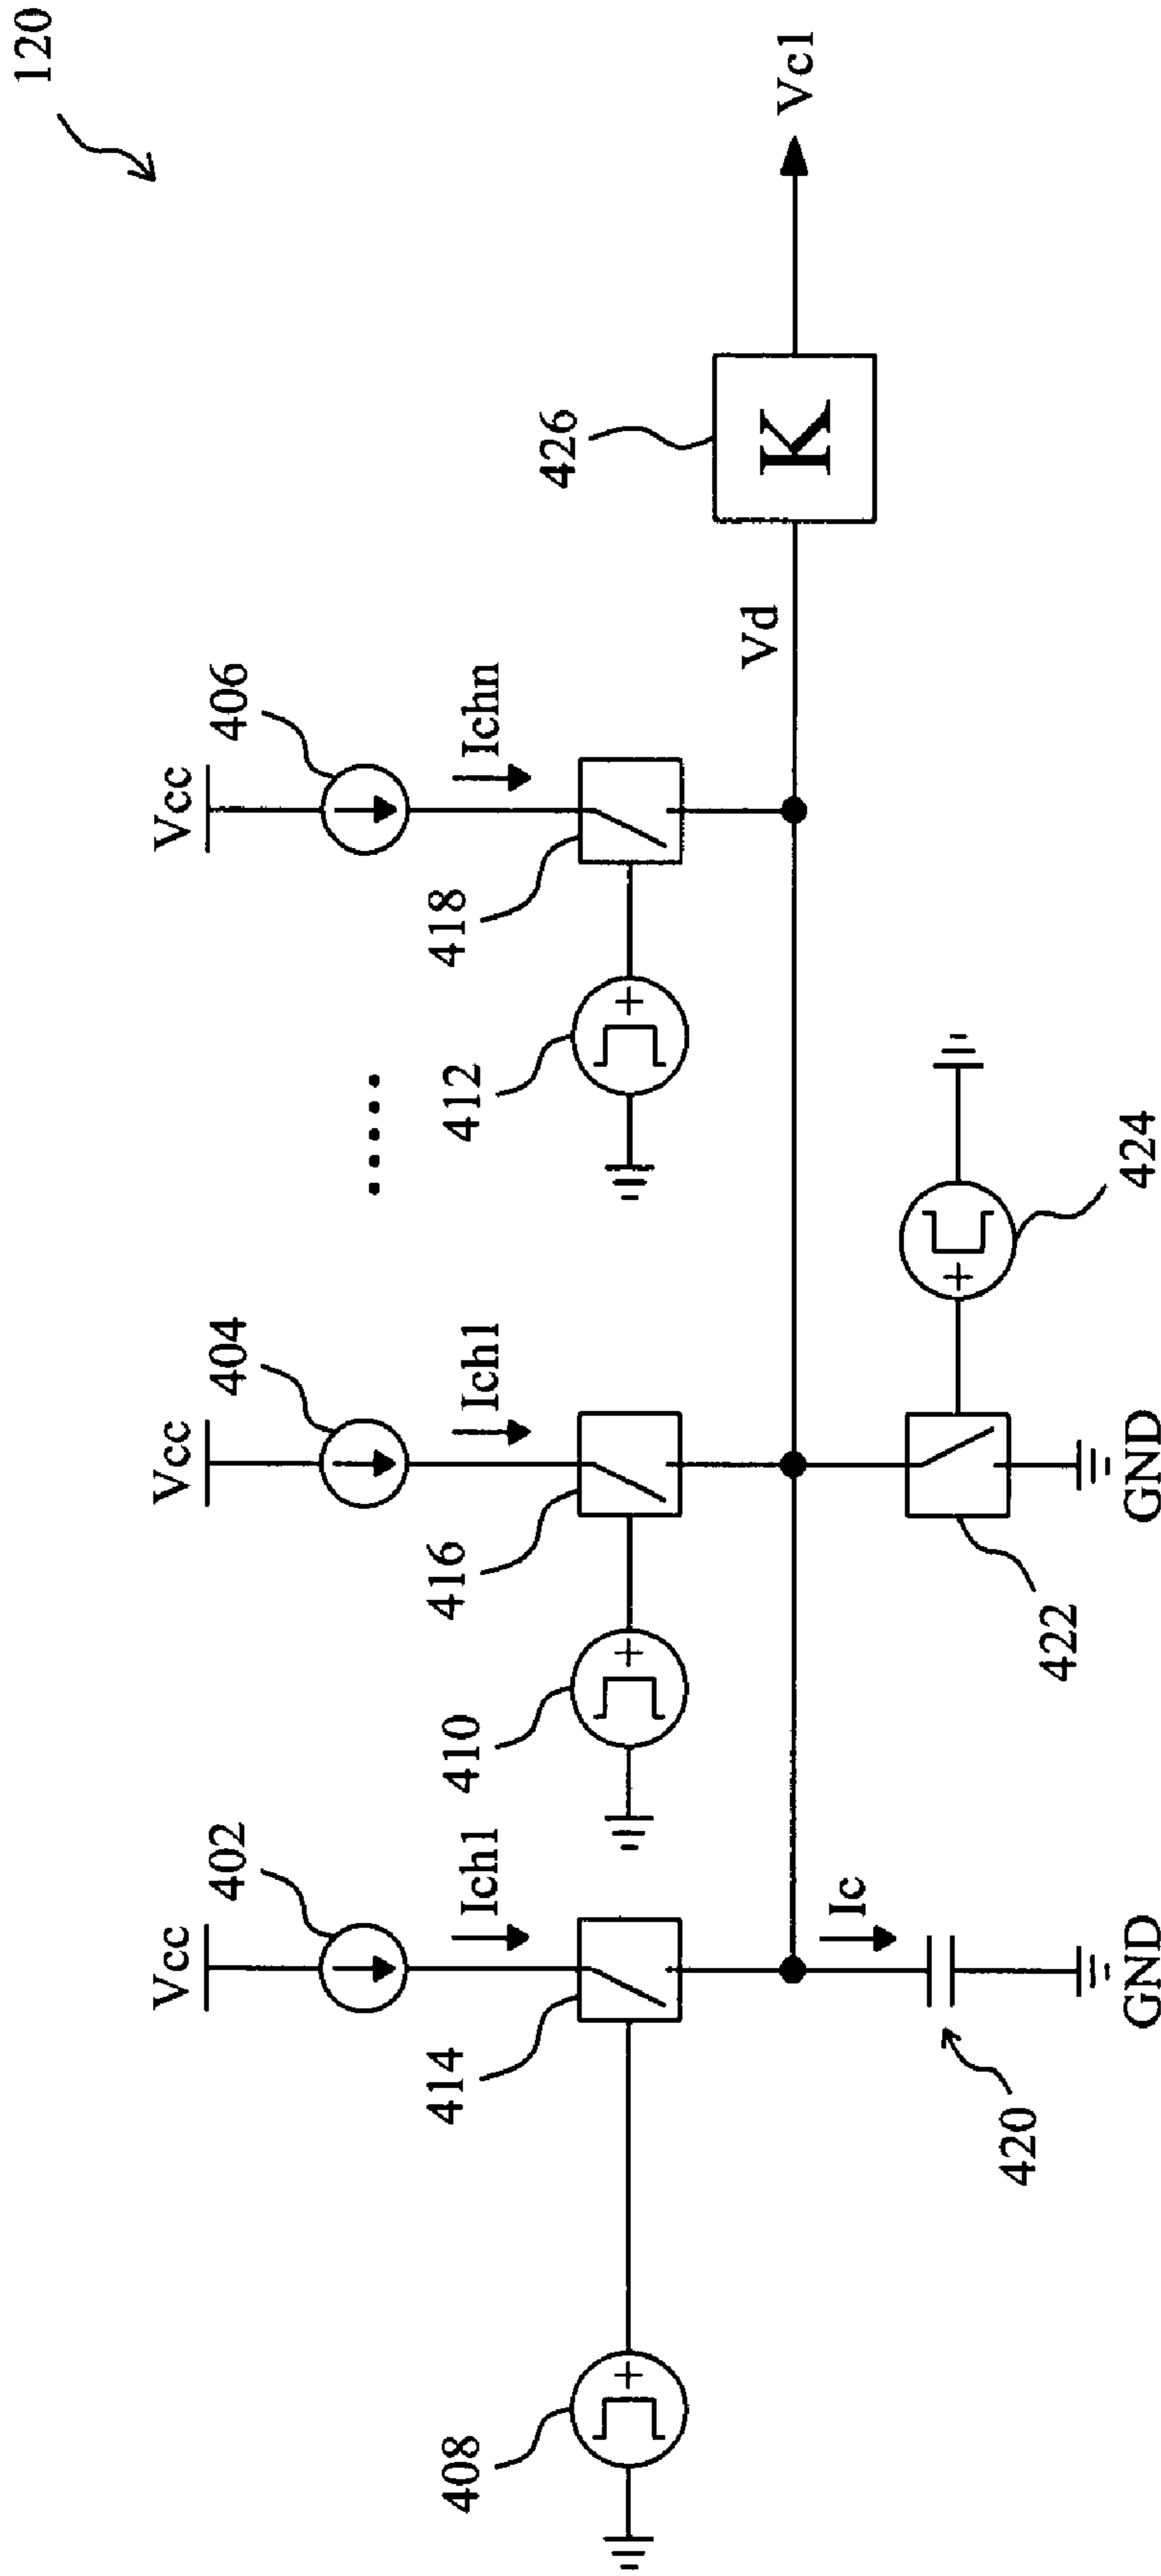 120
Vcc
402
Vcc
404
Vcc
406
Ich1
Ich1
Ichn
414
416
418
408
+
410
+
412
+
.....
Vd
426
K
Vc1
Ic
420
GND
422
GND
+
424